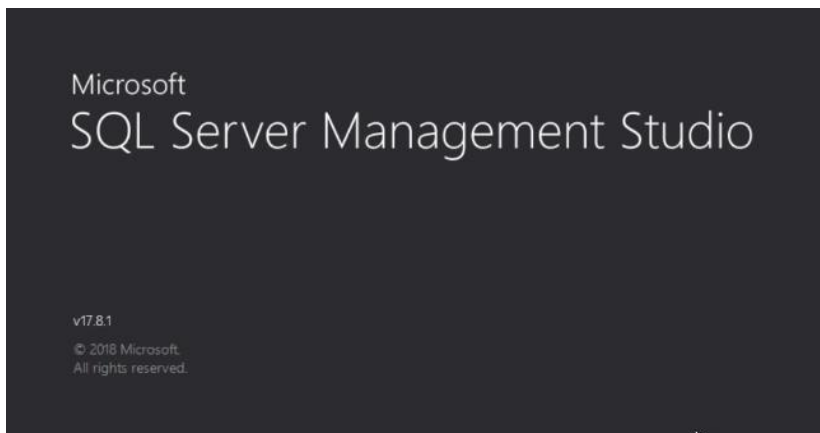 Microsoft
SQL Server Management Studio
v17.8.1
© 2018 Microsoft.
All rights reserved.